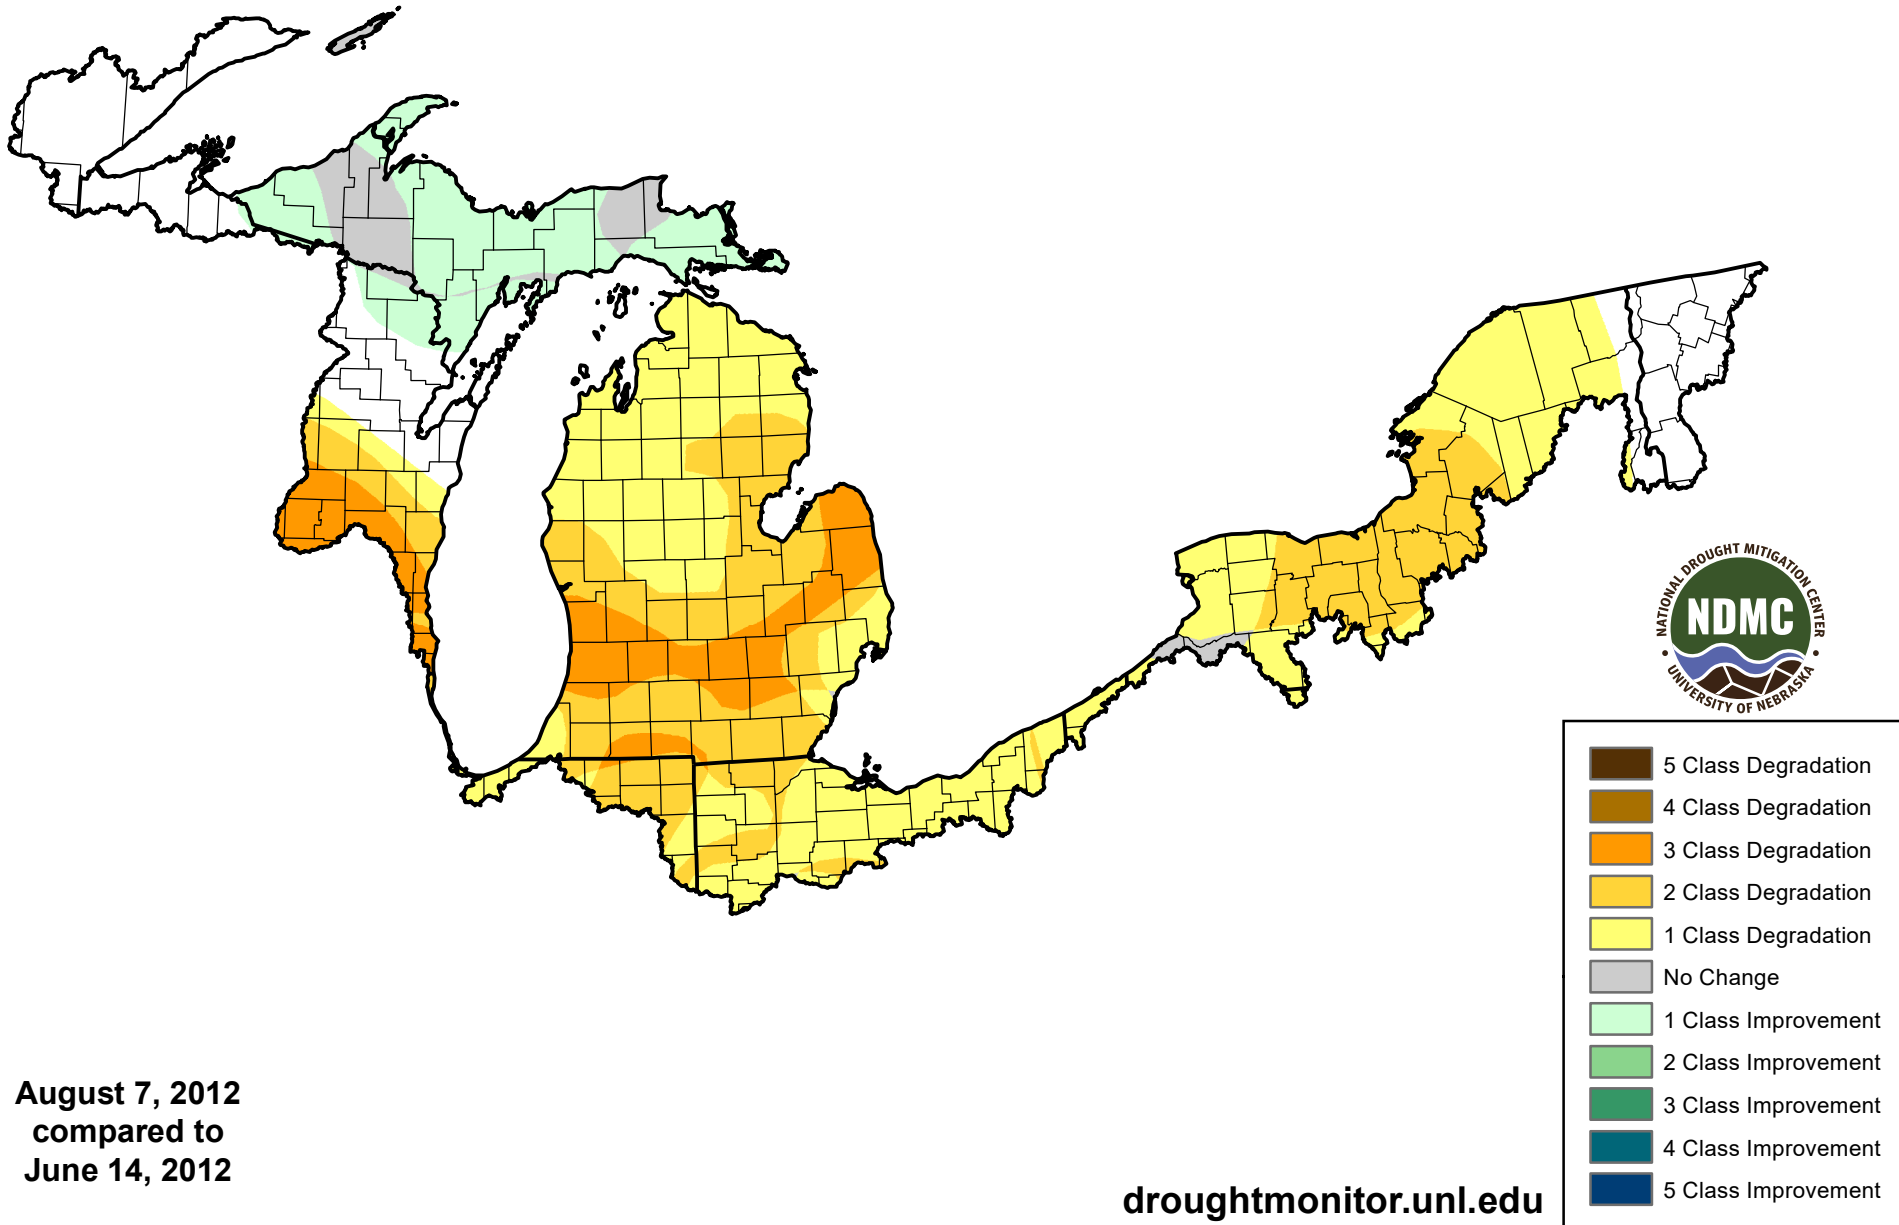 NATIONAL DROUGHT MITIGATION CENTER
NDMC
UNIVERSITY OF NEBRASKA
5 Class Degradation
4 Class Degradation
3 Class Degradation
2 Class Degradation
1 Class Degradation
No Change
1 Class Improvement
2 Class Improvement
3 Class Improvement
4 Class Improvement
5 Class Improvement
August 7, 2012
compared to
June 14, 2012
droughtmonitor.unl.edu